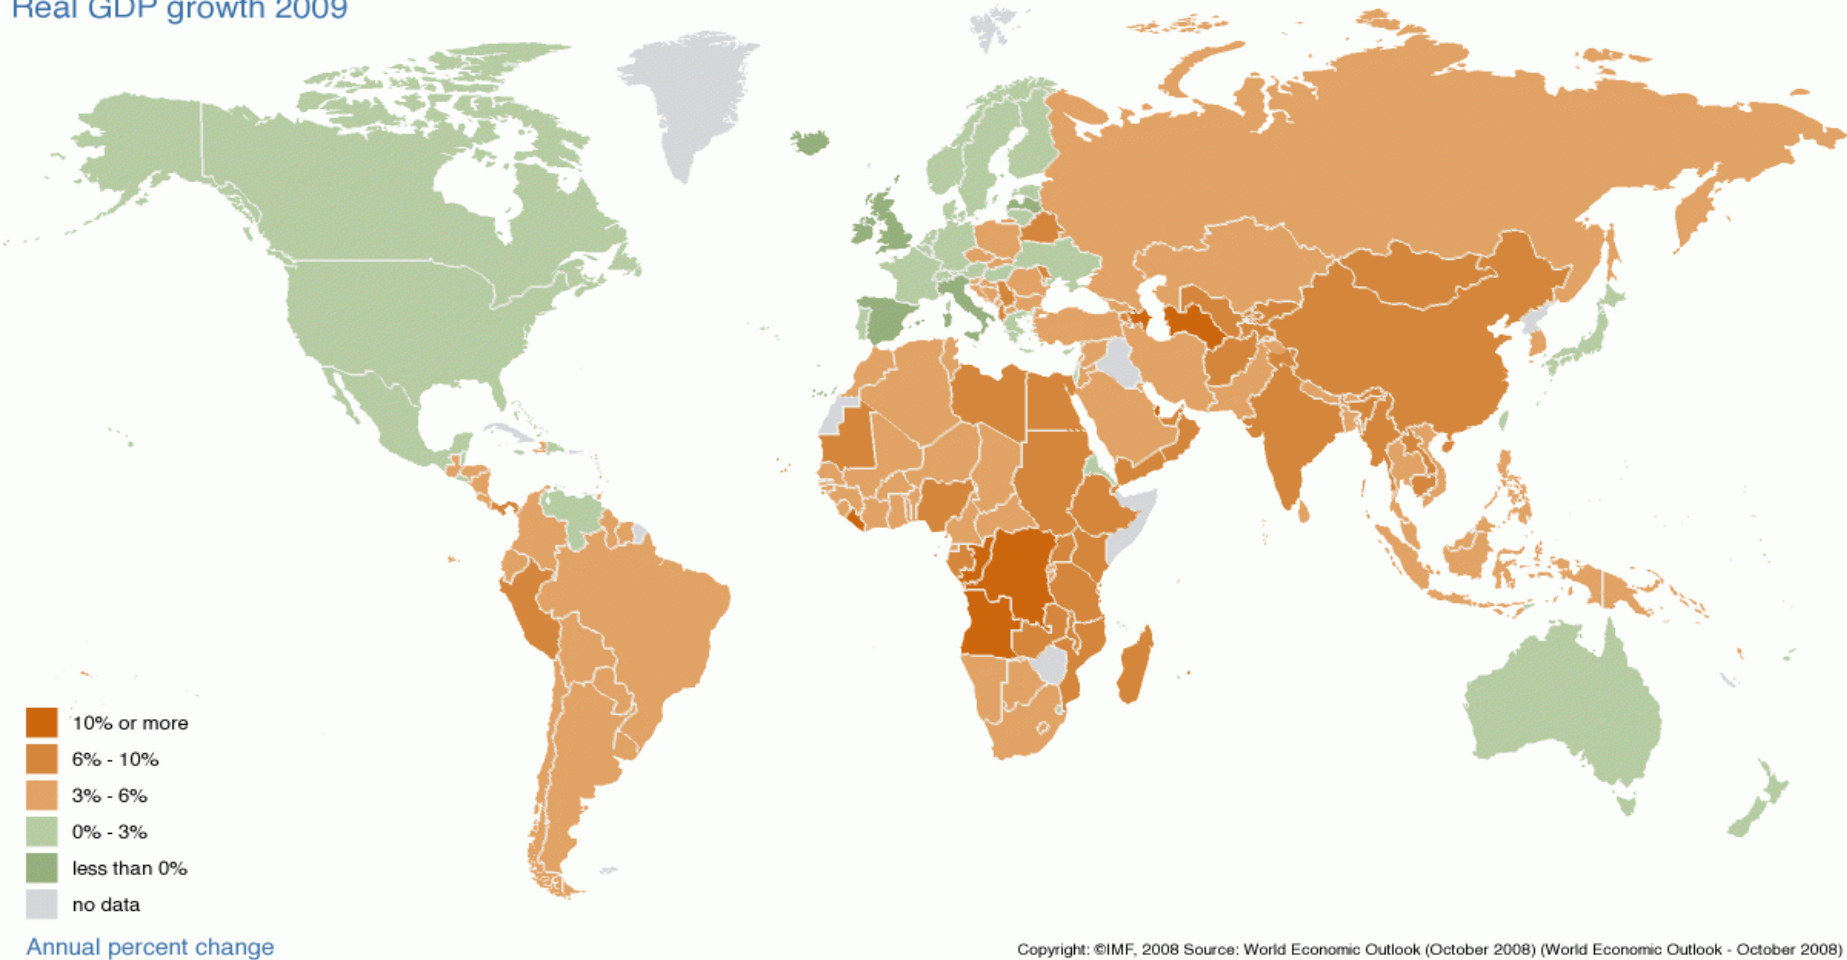 Real GDP growth 2009
10% or more
6% - 10%
3% - 6%
0% - 3%
less than 0%
no data
Annual percent change
Copyright: ©IMF, 2008 Source: World Economic Outlook (October 2008) (World Economic Outlook - October 2008)